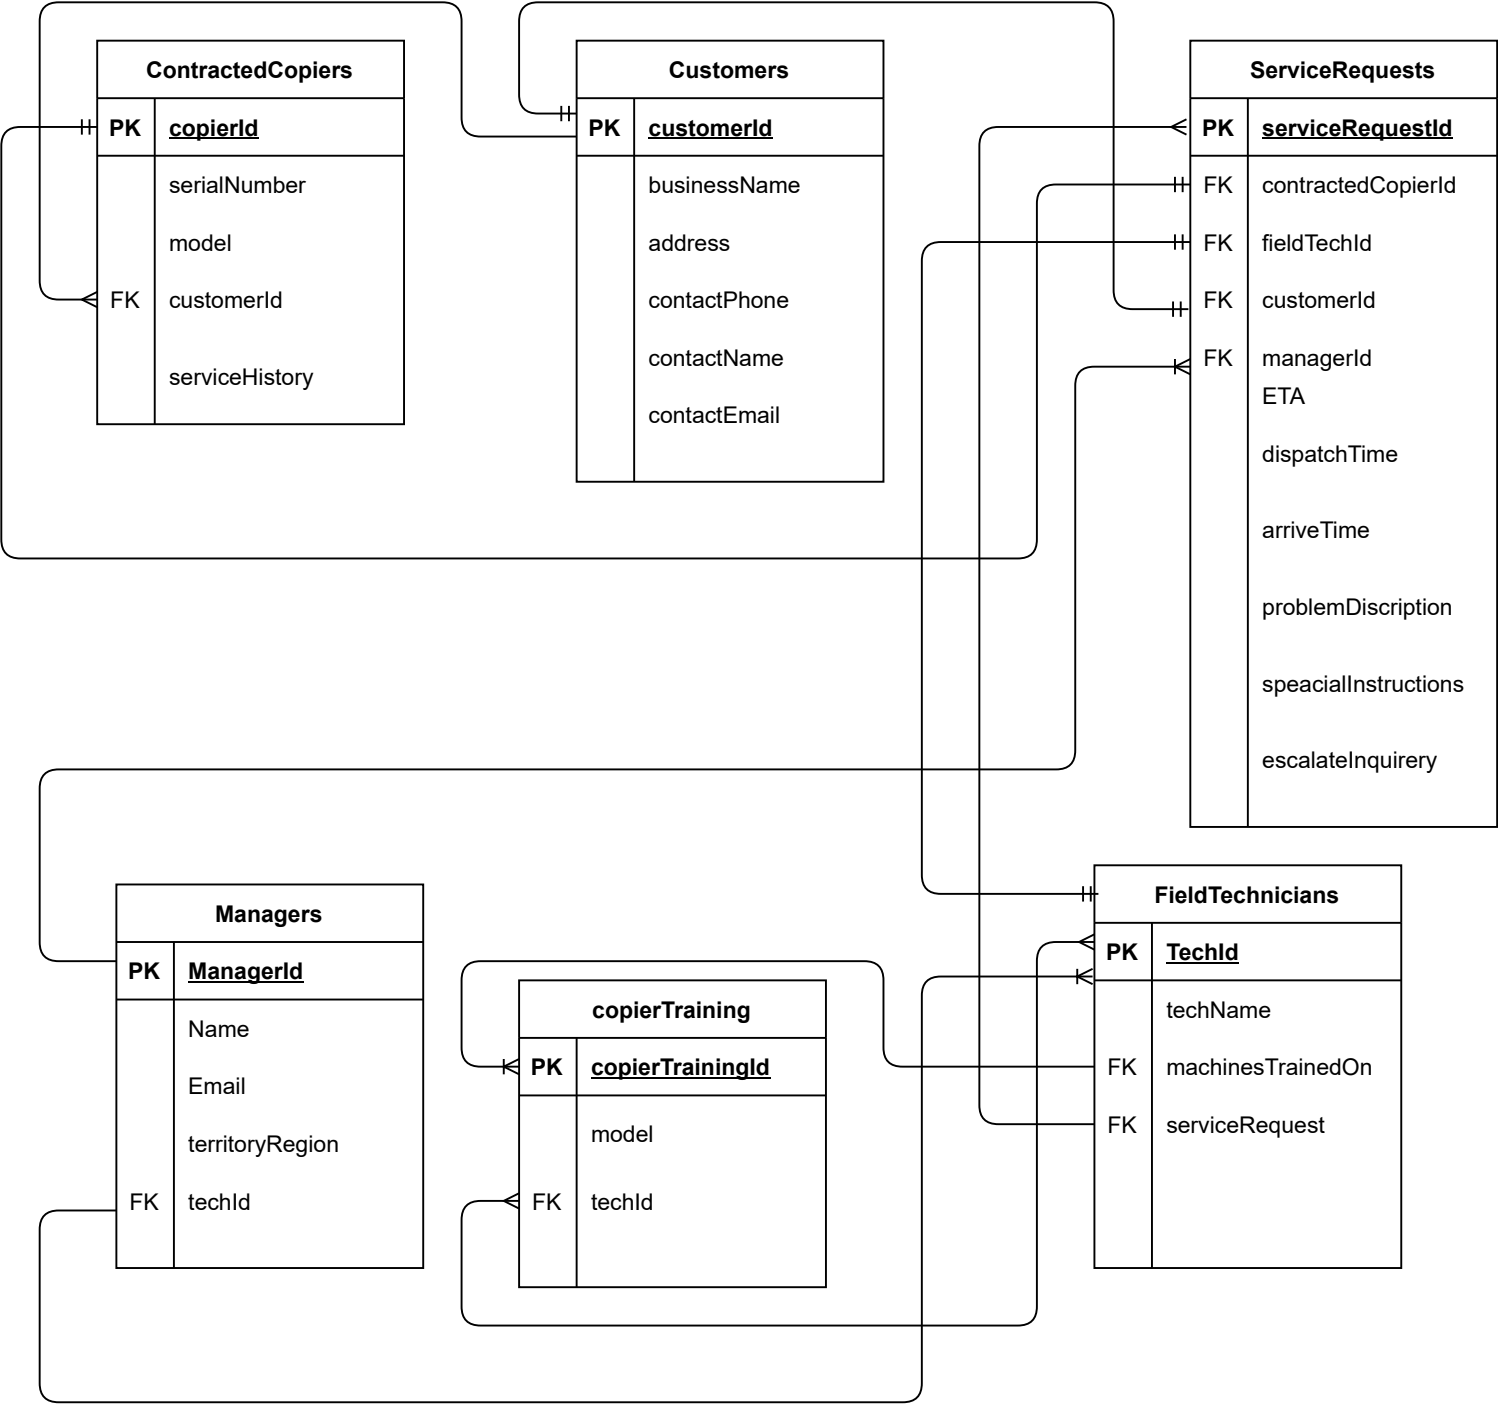 ContractedCopiers
PK copierId
serialNumber
model
FK customerId
serviceHistory
Customers
PK customerId
businessName
address
contactPhone
contactName
contactEmail
ServiceRequests
PK serviceRequestId
FK contractedCopierId
FK fieldTechId
FK customerId
FK managerId
ETA
dispatchTime
arriveTime
problemDiscription
speacialInstructions
escalateInquirery
Managers
PK ManagerId
Name
Email
territoryRegion
FK techId
copierTraining
PK copierTrainingId
model
FK techId
FieldTechnicians
PK TechId
techName
FK machinesTrainedOn
FK serviceRequest